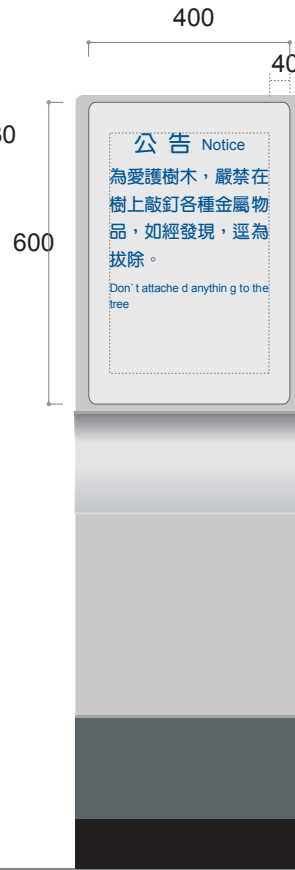 400
40
600
公 告 Notice
為愛護樹木，嚴禁在
樹上敲釘各種金屬物
品，如經發現，逕為
拔除。
Don`t attache d anythin g to the
tree